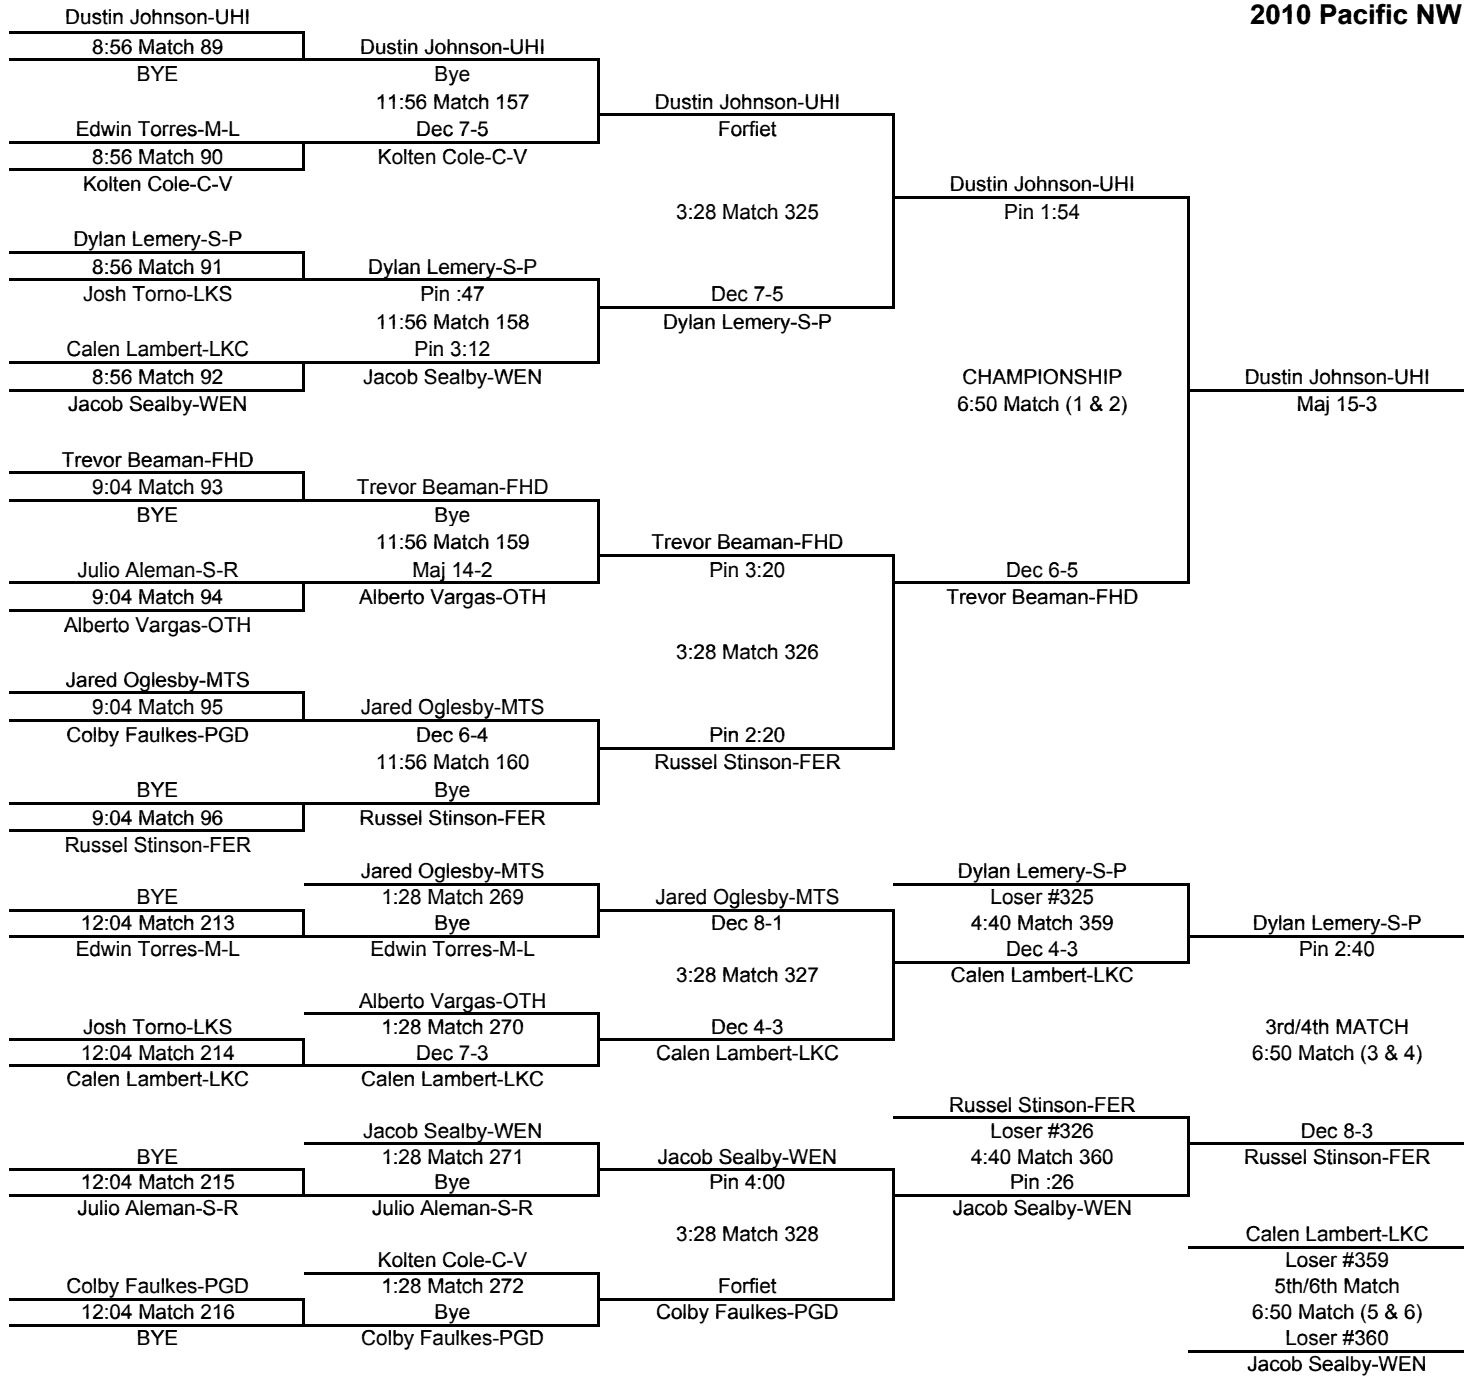 2010 Pacific NW
Dustin Johnson-UHI
8:56 Match 89
BYE
Edwin Torres-M-L
8:56 Match 90
Kolten Cole-C-V
Dylan Lemery-S-P
8:56 Match 91
Josh Torno-LKS
Calen Lambert-LKC
8:56 Match 92
Jacob Sealby-WEN
Trevor Beaman-FHD
9:04 Match 93
BYE
Julio Aleman-S-R
9:04 Match 94
Alberto Vargas-OTH
Jared Oglesby-MTS
9:04 Match 95
Colby Faulkes-PGD
BYE
9:04 Match 96
Russel Stinson-FER
Dustin Johnson-UHI
Bye
11:56 Match 157
Dec 7-5
Kolten Cole-C-V
Dylan Lemery-S-P
Pin :47
11:56 Match 158
Pin 3:12
Jacob Sealby-WEN
Trevor Beaman-FHD
Bye
11:56 Match 159
Maj 14-2
Alberto Vargas-OTH
Jared Oglesby-MTS
Dec 6-4
11:56 Match 160
Bye
Russel Stinson-FER
Dustin Johnson-UHI
Forfiet
3:28 Match 325
Dec 7-5
Dylan Lemery-S-P
Trevor Beaman-FHD
Pin 3:20
3:28 Match 326
Pin 2:20
Russel Stinson-FER
Dustin Johnson-UHI
Pin 1:54
CHAMPIONSHIP
6:50 Match (1 & 2)
Dec 6-5
Trevor Beaman-FHD
Dustin Johnson-UHI
Maj 15-3
BYE
12:04 Match 213
Edwin Torres-M-L
Josh Torno-LKS
12:04 Match 214
Calen Lambert-LKC
BYE
12:04 Match 215
Julio Aleman-S-R
Colby Faulkes-PGD
12:04 Match 216
BYE
Jared Oglesby-MTS
1:28 Match 269
Bye
Edwin Torres-M-L
Alberto Vargas-OTH
1:28 Match 270
Dec 7-3
Calen Lambert-LKC
Jacob Sealby-WEN
1:28 Match 271
Bye
Julio Aleman-S-R
Kolten Cole-C-V
1:28 Match 272
Bye
Colby Faulkes-PGD
Jared Oglesby-MTS
Dec 8-1
3:28 Match 327
Dec 4-3
Calen Lambert-LKC
Jacob Sealby-WEN
Pin 4:00
3:28 Match 328
Forfiet
Colby Faulkes-PGD
Dylan Lemery-S-P
Loser #325
4:40 Match 359
Dec 4-3
Calen Lambert-LKC
Russel Stinson-FER
Loser #326
4:40 Match 360
Pin :26
Jacob Sealby-WEN
Dylan Lemery-S-P
Pin 2:40
3rd/4th MATCH
6:50 Match (3 & 4)
Dec 8-3
Russel Stinson-FER
Calen Lambert-LKC
Loser #359
5th/6th Match
6:50 Match (5 & 6)
Loser #360
Jacob Sealby-WEN